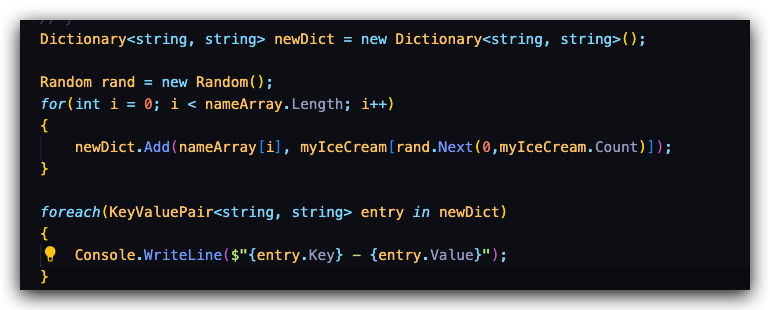 Dictionary<string, string> newDict = new Dictionary<string, string>();
Random rand = new Random();
for(int i = 0; i < nameArray.Length; i++)
{
newDict.Add(nameArray[i], myIceCream[rand.Next(0,myIceCream.Count)]);
}
foreach(KeyValuePair<string, string> entry in newDict)
{
Console.WriteLine($"{entry.Key} - {entry.Value}");
}